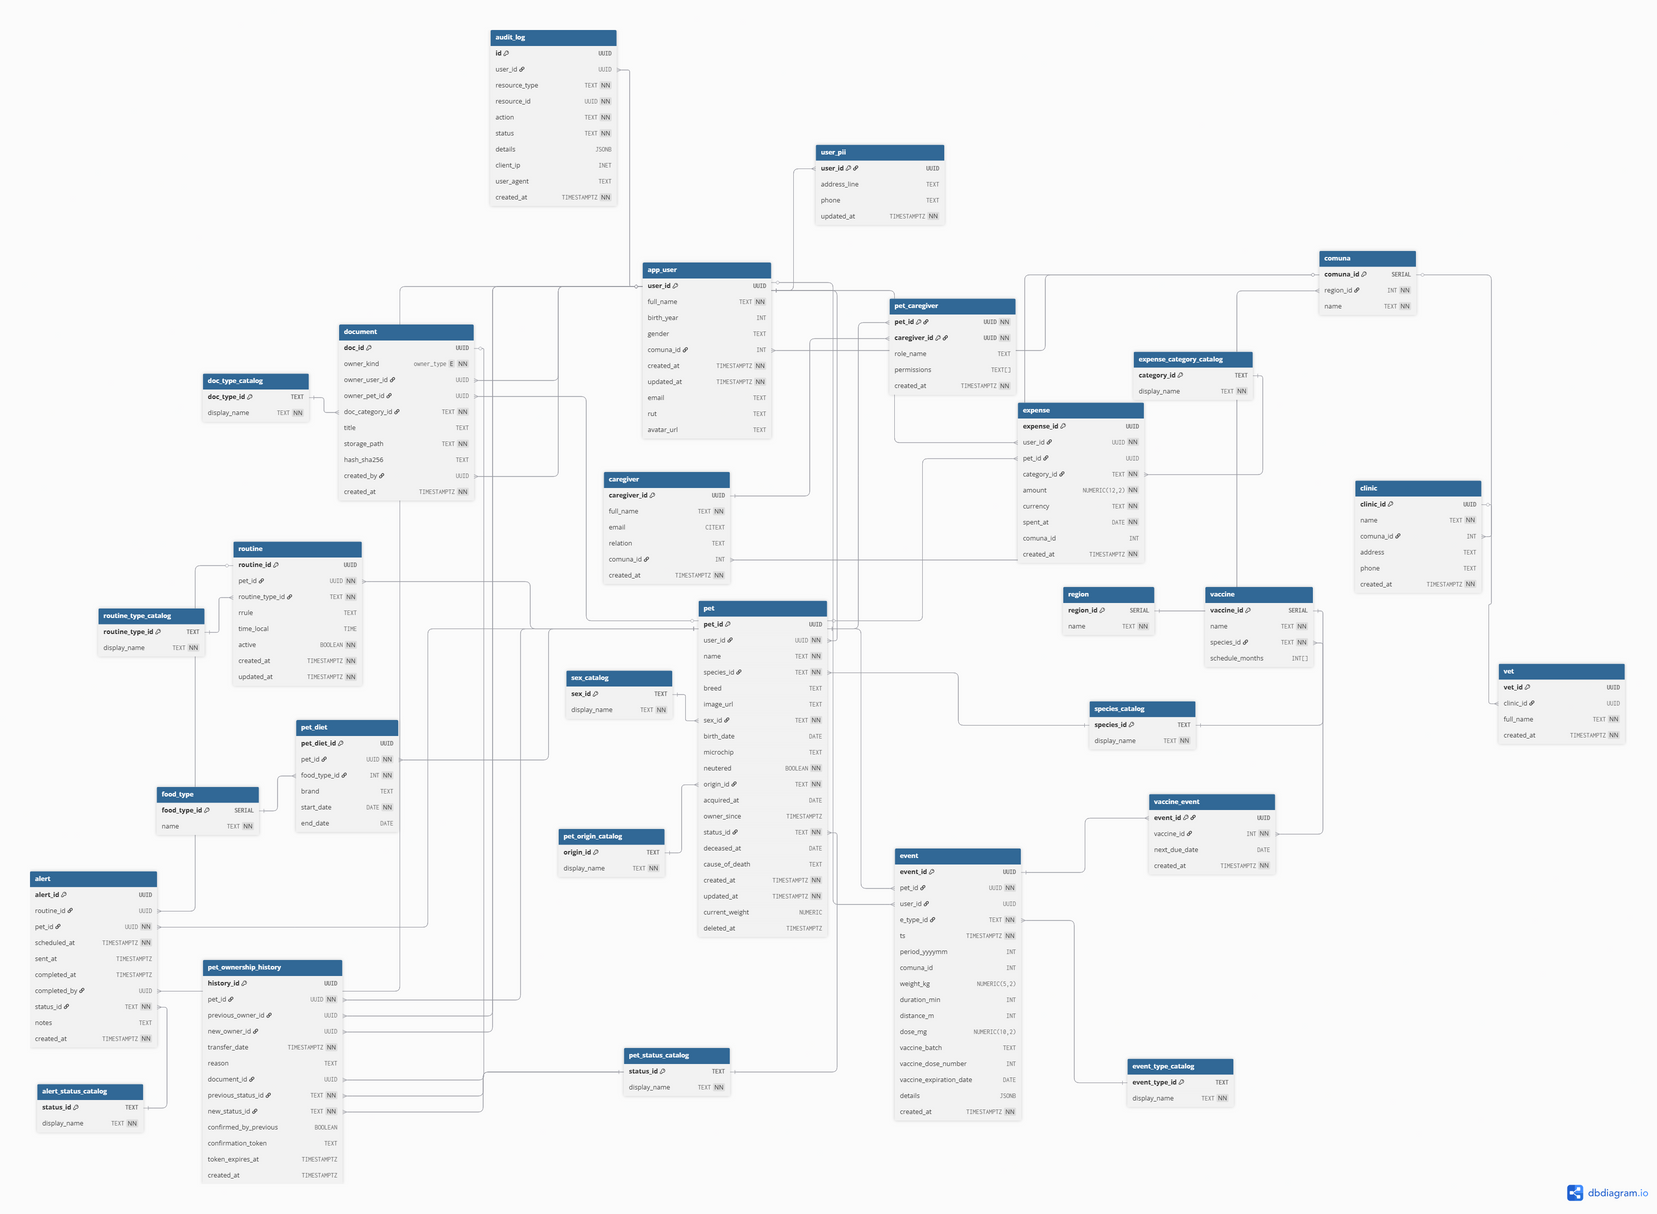 audit_log
id UUID
user_id UUID
resource_type TEXT NN
resource_id UUID NN
action TEXT NN
status TEXT NN
details JSONB
client_ip INET
user_agent TEXT
created_at TIMESTAMPTZ NN
user_pii
user_id UUID
address_line TEXT
phone TEXT
updated_at TIMESTAMPTZ NN
app_user
user_id UUID
full_name TEXT NN
birth_year INT
gender TEXT
comuna_id INT
created_at TIMESTAMPTZ NN
updated_at TIMESTAMPTZ NN
email TEXT
rut TEXT
avatar_url TEXT
comuna
comuna_id SERIAL
region_id INT NN
name TEXT NN
pet_caregiver
pet_id UUID NN
caregiver_id UUID NN
role_name TEXT
permissions TEXT[]
created_at TIMESTAMPTZ NN
document
doc_id UUID
owner_kind owner_type E NN
owner_user_id UUID
owner_pet_id UUID
doc_category_id TEXT NN
title TEXT
storage_path TEXT NN
hash_sha256 TEXT
created_by UUID
created_at TIMESTAMPTZ NN
doc_type_catalog
doc_type_id TEXT
display_name TEXT NN
expense_category_catalog
category_id TEXT
display_name TEXT NN
expense
expense_id UUID
user_id UUID NN
pet_id UUID
category_id TEXT NN
amount NUMERIC(12,2) NN
currency TEXT NN
spent_at DATE NN
comuna_id INT
created_at TIMESTAMPTZ NN
caregiver
caregiver_id UUID
full_name TEXT NN
email CITEXT
relation TEXT
comuna_id INT
created_at TIMESTAMPTZ NN
clinic
clinic_id UUID
name TEXT NN
comuna_id INT
address TEXT
phone TEXT
created_at TIMESTAMPTZ NN
routine
routine_id UUID
pet_id UUID NN
routine_type_id TEXT NN
rrule TEXT
time_local TIME
active BOOLEAN NN
created_at TIMESTAMPTZ NN
updated_at TIMESTAMPTZ NN
routine_type_catalog
routine_type_id TEXT
display_name TEXT NN
region
region_id SERIAL
name TEXT NN
vaccine
vaccine_id SERIAL
name TEXT NN
species_id TEXT NN
schedule_months INT[]
pet
pet_id UUID
user_id UUID NN
name TEXT NN
species_id TEXT NN
breed TEXT
image_url TEXT
sex_id TEXT NN
birth_date DATE
microchip TEXT
neutered BOOLEAN NN
origin_id TEXT NN
acquired_at DATE
owner_since TIMESTAMPTZ
status_id TEXT NN
deceased_at DATE
cause_of_death TEXT
created_at TIMESTAMPTZ NN
updated_at TIMESTAMPTZ NN
current_weight NUMERIC
deleted_at TIMESTAMPTZ
sex_catalog
sex_id TEXT
display_name TEXT NN
vet
vet_id UUID
clinic_id UUID
full_name TEXT NN
created_at TIMESTAMPTZ NN
species_catalog
species_id TEXT
display_name TEXT NN
pet_diet
pet_diet_id UUID
pet_id UUID NN
food_type_id INT NN
brand TEXT
start_date DATE NN
end_date DATE
food_type
food_type_id SERIAL
name TEXT NN
vaccine_event
event_id UUID
vaccine_id INT NN
next_due_date DATE
created_at TIMESTAMPTZ NN
pet_origin_catalog
origin_id TEXT
display_name TEXT NN
event
event_id UUID
pet_id UUID NN
user_id UUID
e_type_id TEXT NN
ts TIMESTAMPTZ NN
period_yyyymm INT
comuna_id INT
weight_kg NUMERIC(5,2)
duration_min INT
distance_m INT
dose_mg NUMERIC(10,2)
vaccine_batch TEXT
vaccine_dose_number INT
vaccine_expiration_date DATE
details JSONB
created_at TIMESTAMPTZ NN
alert
alert_id UUID
routine_id UUID
pet_id UUID NN
scheduled_at TIMESTAMPTZ NN
sent_at TIMESTAMPTZ
completed_at TIMESTAMPTZ
completed_by UUID
status_id TEXT NN
notes TEXT
created_at TIMESTAMPTZ NN
pet_ownership_history
history_id UUID
pet_id UUID NN
previous_owner_id UUID
new_owner_id UUID
transfer_date TIMESTAMPTZ NN
reason TEXT
document_id UUID
previous_status_id TEXT NN
new_status_id TEXT NN
confirmed_by_previous BOOLEAN
confirmation_token TEXT
token_expires_at TIMESTAMPTZ
created_at TIMESTAMPTZ
pet_status_catalog
status_id TEXT
display_name TEXT NN
event_type_catalog
event_type_id TEXT
display_name TEXT NN
alert_status_catalog
status_id TEXT
display_name TEXT NN
dbdiagram.io